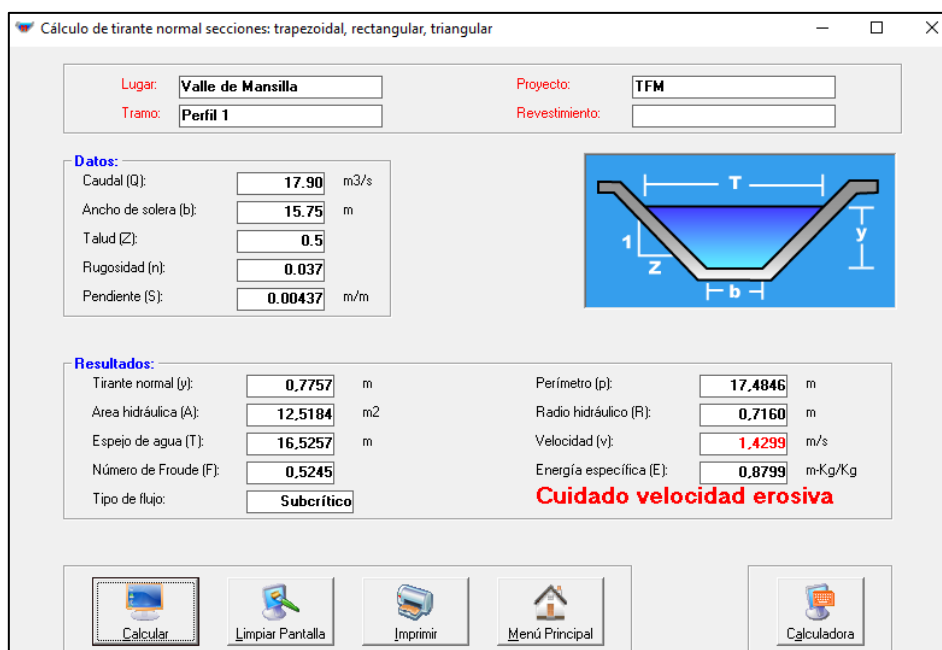 Cálculo de tirante normal secciones: trapezoidal, rectangular, triangular
Lugar: Valle de Mansilla Proyecto: TFM
Tramo: Perfil 1 Revestimiento:
Datos:
Caudal (Q): 17.90 m3/s
Ancho de solera (b): 15.75 m
Talud (Z): 0.5
Rugosidad (n): 0.037
Pendiente (S): 0.00437 m/m
T
y
1
Z
b
Resultados:
Tirante normal (y): 0,7757 m Perímetro (p): 17,4846 m
Area hidráulica (A): 12,5184 m2 Radio hidráulico (R): 0,7160 m
Espejo de agua (T): 16,5257 m Velocidad (v): 1,4299 m/s
Número de Froude (F): 0,5245 Energía específica (E): 0,8799 m-Kg/Kg
Tipo de flujo: Subcrítico Cuidado velocidad erosiva
Calcular Limpiar Pantalla Imprimir Menú Principal Calculadora